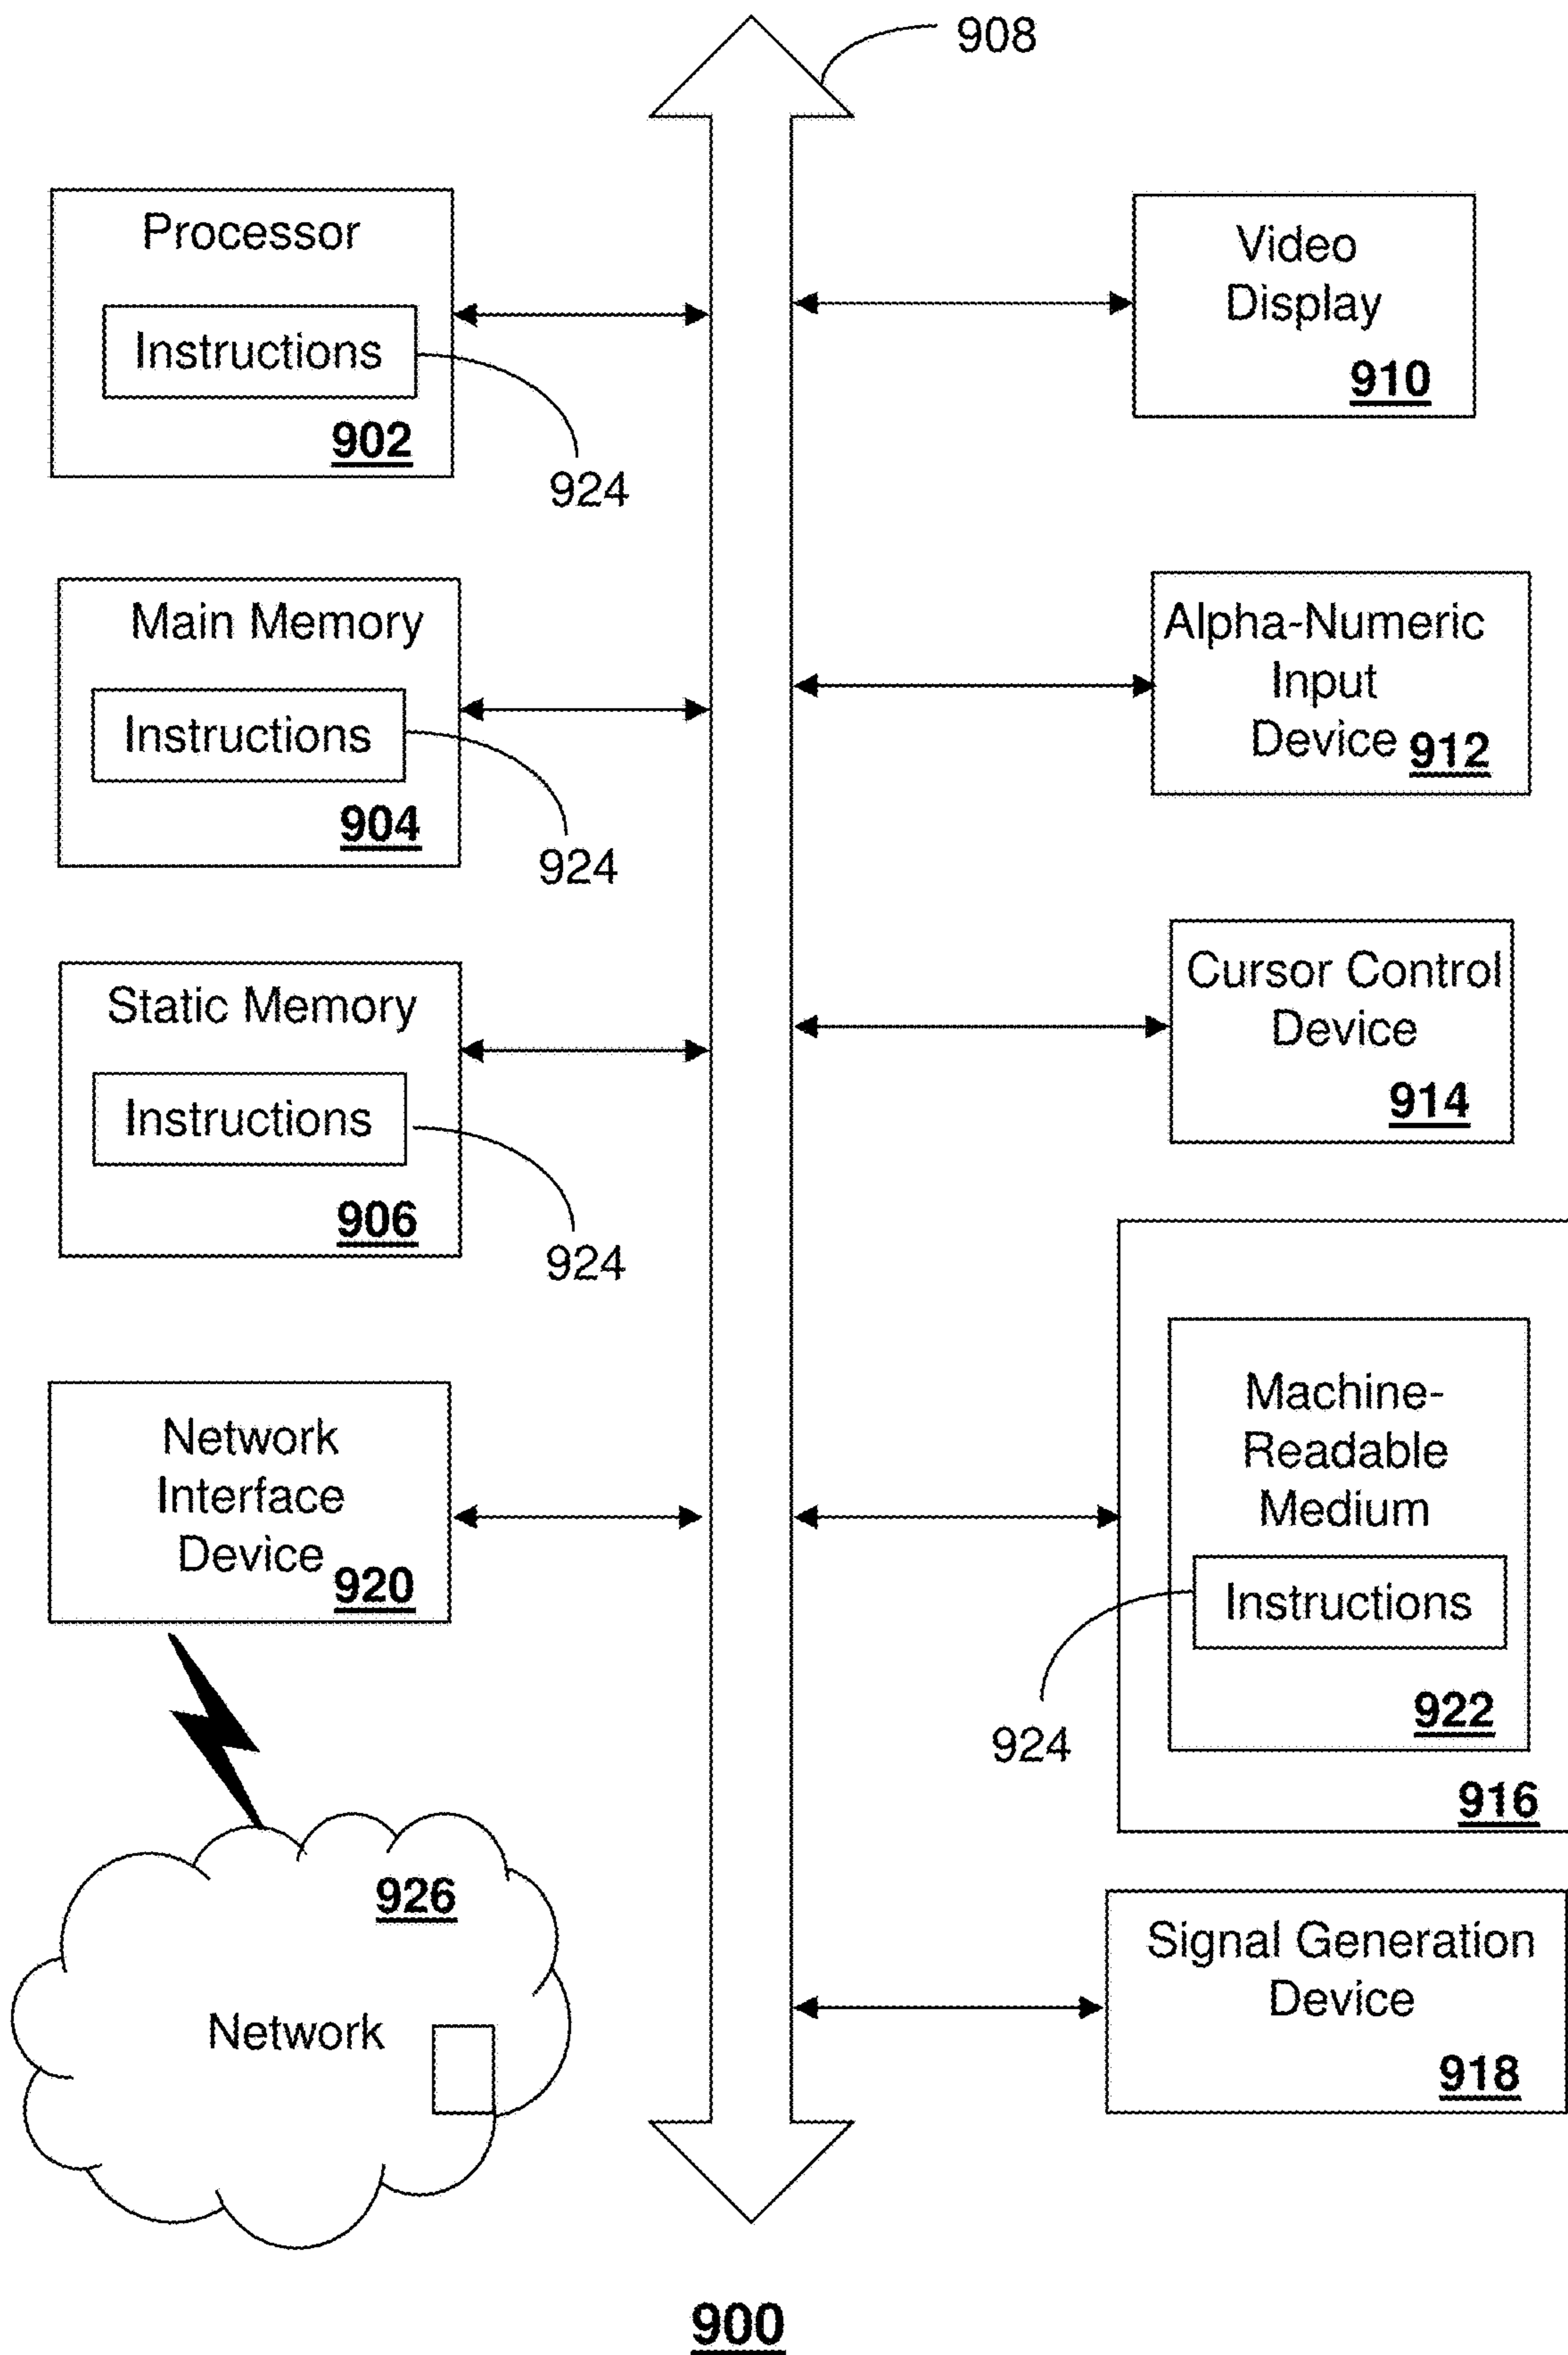 908
Processor
Instructions
902
924
Main Memory
Instructions
904
924
Static Memory
Instructions
906
924
Network
Interface
Device
920
926
Network
Video
Display
910
Alpha-Numeric
Input
Device 912
Cursor Control
Device
914
Machine-
Readable
Medium
Instructions
922
924
916
Signal Generation
Device
918
900